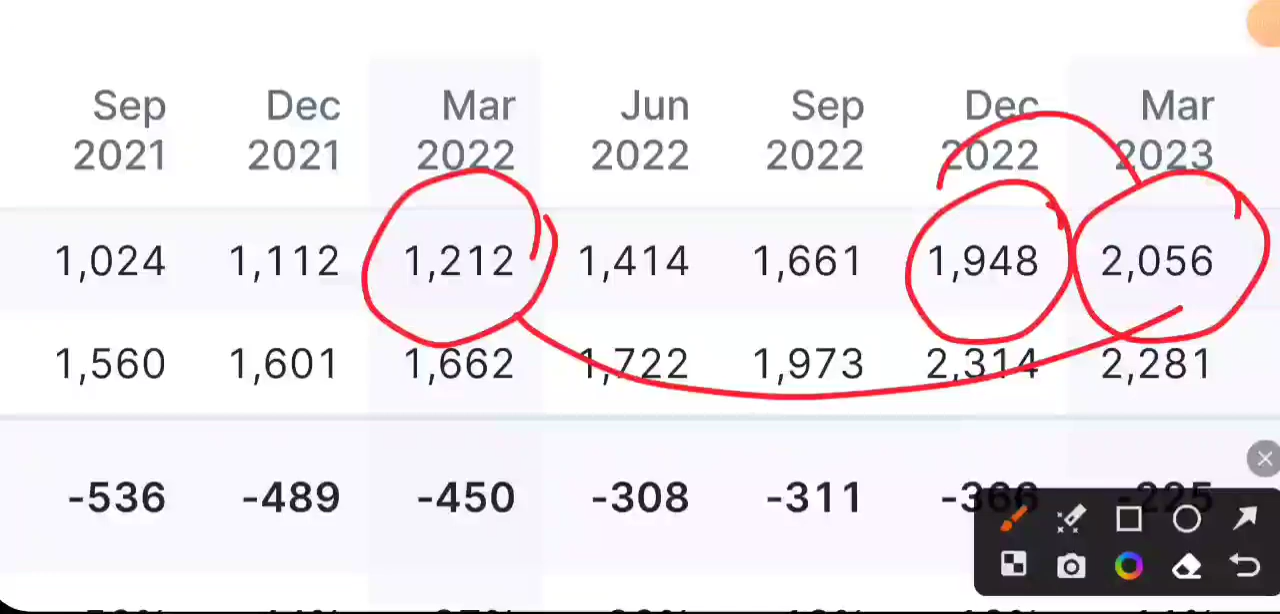 Sep Dec Mar Jun Sep Dec Mar
2021 2021 2022 2022 2022 2022 2023
1,024 1,112 1,212 1,414 1,661 1,948 2,056
1,560 1,601 1,662 1,722 1,973 2,314 2,281
-536 -489 -450 -308 -311 -366 -225